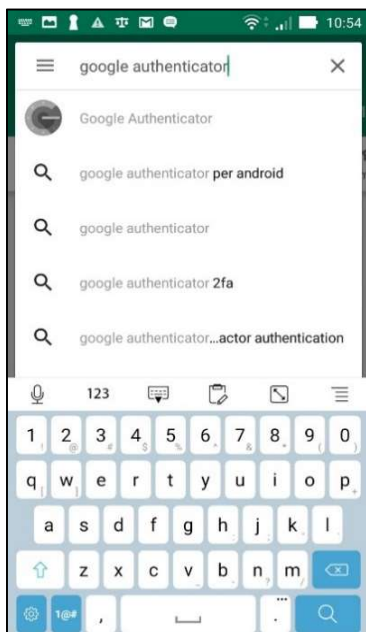 10:54
google authenticator
Google Authenticator
google authenticator per android
google authenticator
google authenticator 2fa
google authenticator...actor authentication
123
1 2 3 4 5 6 7 8 9 0
! @ # $ % ^ & * ( )
q w e r t y u i o p
a s d f g h j k l
z x c v b n m
1@# , .